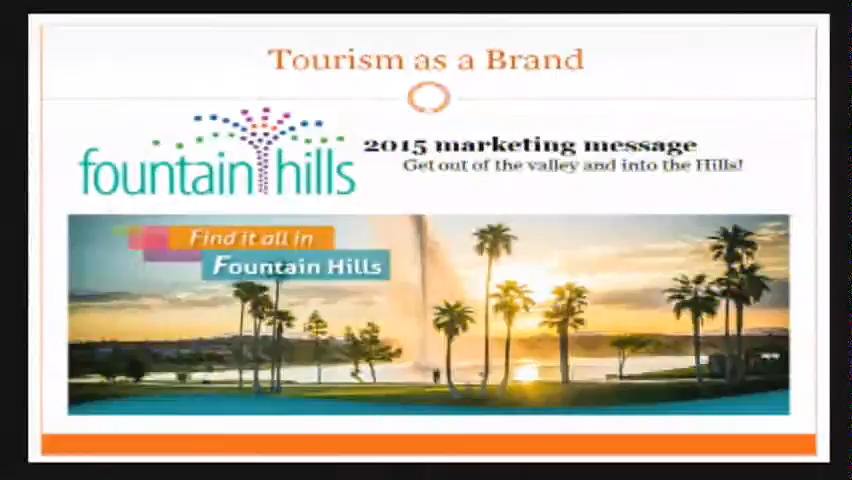 Tourism as a Brand
fountain hills
2015 marketing message
Get out of the valley and into the Hills!
Find it all in
Fountain Hills